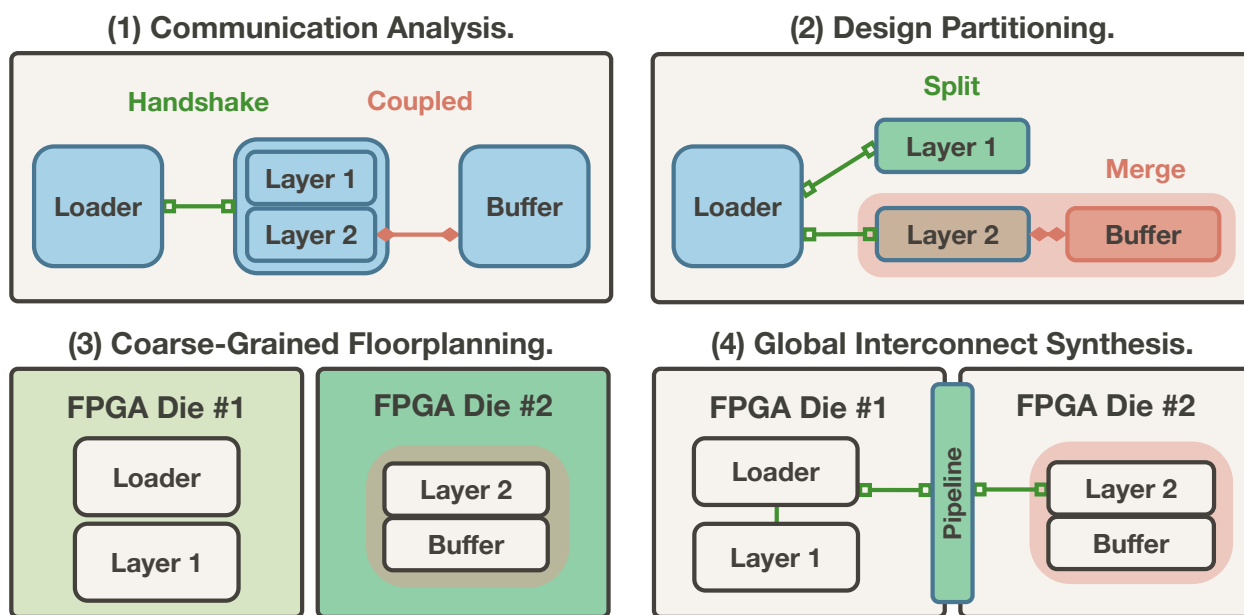 (1) Communication Analysis.
Handshake
Coupled
Loader
Layer 1
Layer 2
Buffer
(2) Design Partitioning.
Split
Layer 1
Loader
Merge
Layer 2
Buffer
(3) Coarse-Grained Floorplanning.
FPGA Die #1
Loader
Layer 1
FPGA Die #2
Layer 2
Buffer
(4) Global Interconnect Synthesis.
FPGA Die #1
Loader
Layer 1
Pipeline
FPGA Die #2
Layer 2
Buffer